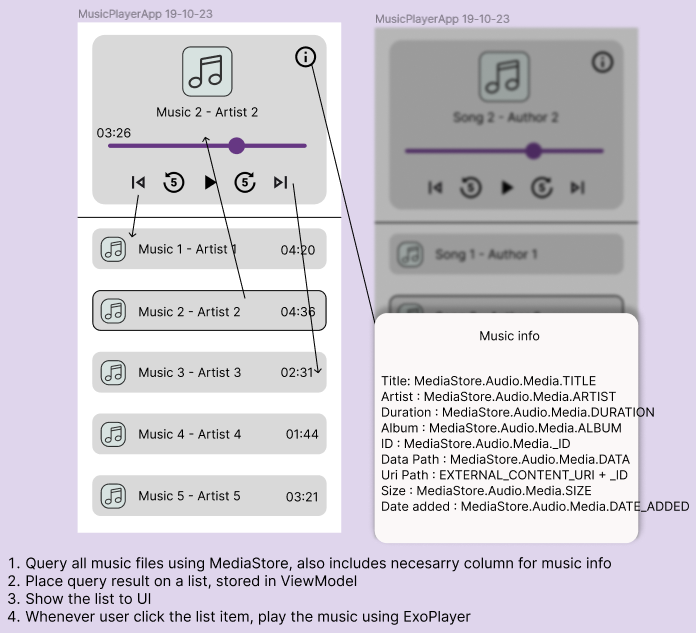 MusicPlayerApp 19-10-23
Music 2 - Artist 2
03:26
5
5
Music 1 - Artist 1
04:20
Music 2 - Artist 2
04:36
Music 3 - Artist 3
02:31
Music 4 - Artist 4
01:44
Music 5 - Artist 5
03:21
MusicPlayerApp 19-10-23
Song 2 - Author 2
5
5
Song 1 - Author 1
Music info
Title: MediaStore.Audio.Media.TITLE
Artist : MediaStore.Audio.Media.ARTIST
Duration : MediaStore.Audio.Media.DURATION
Album : MediaStore.Audio.Media.ALBUM
ID : MediaStore.Audio.Media._ID
Data Path : MediaStore.Audio.Media.DATA
Uri Path : EXTERNAL_CONTENT_URI + _ID
Size : MediaStore.Audio.Media.SIZE
Date added : MediaStore.Audio.Media.DATE_ADDED
1. Query all music files using MediaStore, also includes necesarry column for music info
2. Place query result on a list, stored in ViewModel
3. Show the list to UI
4. Whenever user click the list item, play the music using ExoPlayer